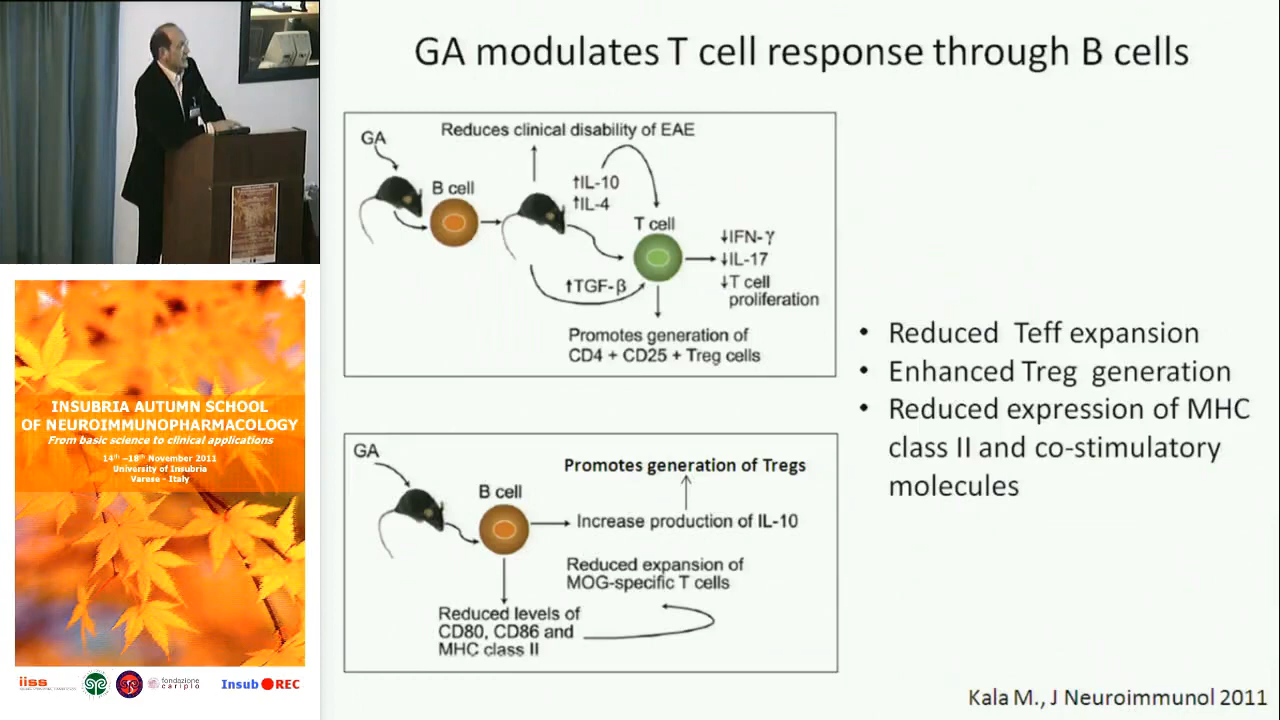 GA modulates T cell response through B cells
GA
Reduces clinical disability of EAE
B cell
↑IL-10
↑IL-4
T cell
↓IFN-γ
↓IL-17
↓T cell
proliferation
↑TGF-β
Promotes generation of
CD4 + CD25 + Treg cells
GA
Promotes generation of Tregs
B cell
Increase production of IL-10
Reduced expansion of
MOG-specific T cells
Reduced levels of
CD80, CD86 and
MHC class II
• Reduced Teff expansion
• Enhanced Treg generation
• Reduced expression of MHC
class II and co-stimulatory
molecules
Kala M., J Neuroimmunol 2011
INSUBRIA AUTUMN SCHOOL
OF NEUROIMMUNOPHARMACOLOGY
From basic science to clinical applications
14th –18th November 2011
University of Insubria
Varese - Italy
iiss
fondazione
cariplo
Insub REC